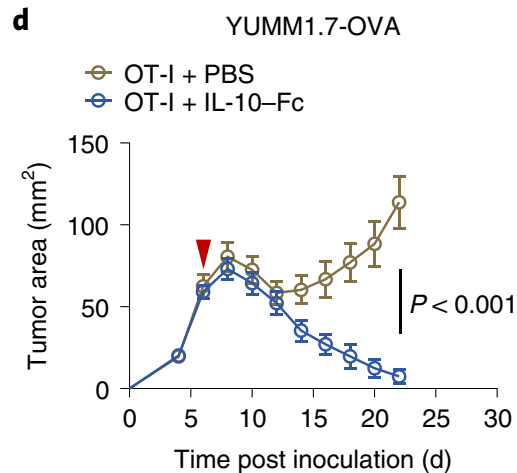 d
YUMM1.7-OVA
OT-I + PBS
OT-I + IL-10–Fc
150
100
50
0
Tumor area (mm²)
P < 0.001
0 5 10 15 20 25 30
Time post inoculation (d)